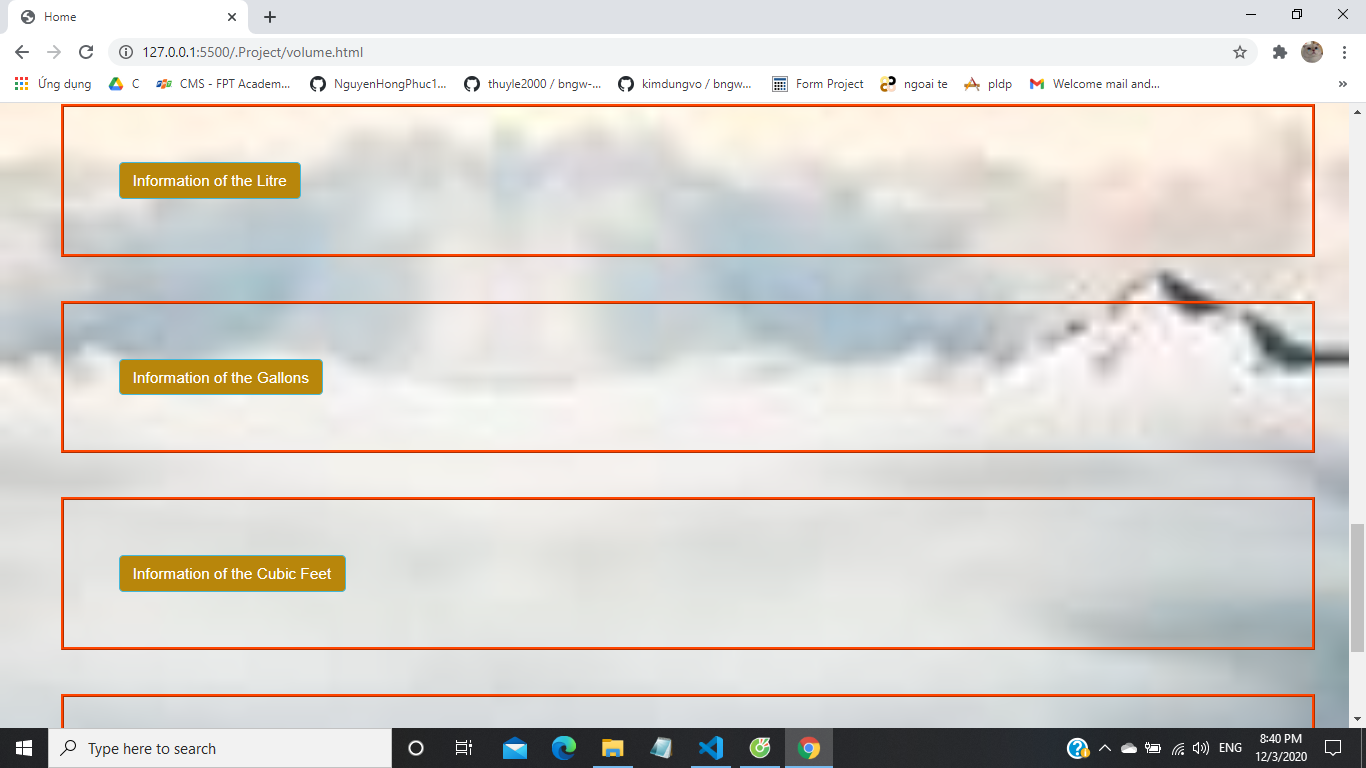 Home
127.0.0.1:5500/.Project/volume.html
Ứng dụng C CMS - FPT Academ... NguyenHongPhuc1... thuyle2000 / bngw-... kimdungvo / bngw... Form Project ngoai te pldp Welcome mail and...
Information of the Litre
Information of the Gallons
Information of the Cubic Feet
Type here to search
ENG
8:40 PM
12/3/2020